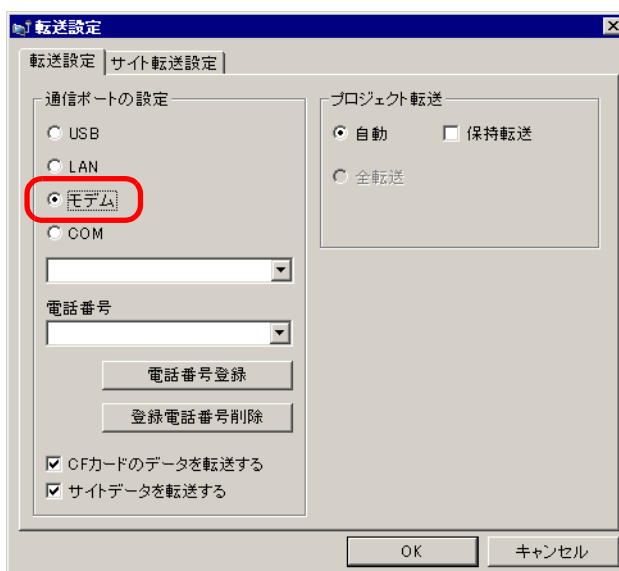 転送設定
転送設定 サイト転送設定
通信ポートの設定
USB
LAN
モデム
COM
電話番号
電話番号登録
登録電話番号削除
CFカードのデータを転送する
サイトデータを転送する
プロジェクト転送
自動 保持転送
全転送
OK キャンセル